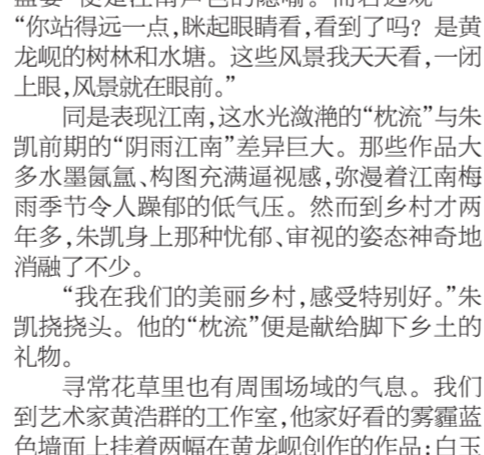 “你站得远一点，眯起眼睛看，看到了吗？是黄
龙岘的树林和水塘。这些风景我天天看，一闭
上眼，风景就在眼前。”
同是表现江南，这水光潋滟的“枕流”与朱
凯前期的“阴雨江南”差异巨大。那些作品大
多水墨氤氲、构图充满逼视感，弥漫着江南梅
雨季节令人躁郁的低气压。然而到乡村才两
年多，朱凯身上那种忧郁、审视的姿态神奇地
消融了不少。
“我在我们的美丽乡村，感受特别好。”朱
凯挠挠头。他的“枕流”便是献给脚下乡土的
礼物。
寻常花草里也有周围场域的气息。我们
到艺术家黄浩群的工作室，他家好看的雾霾蓝
色墙面上挂着两幅在黄龙岘创作的作品：白玉